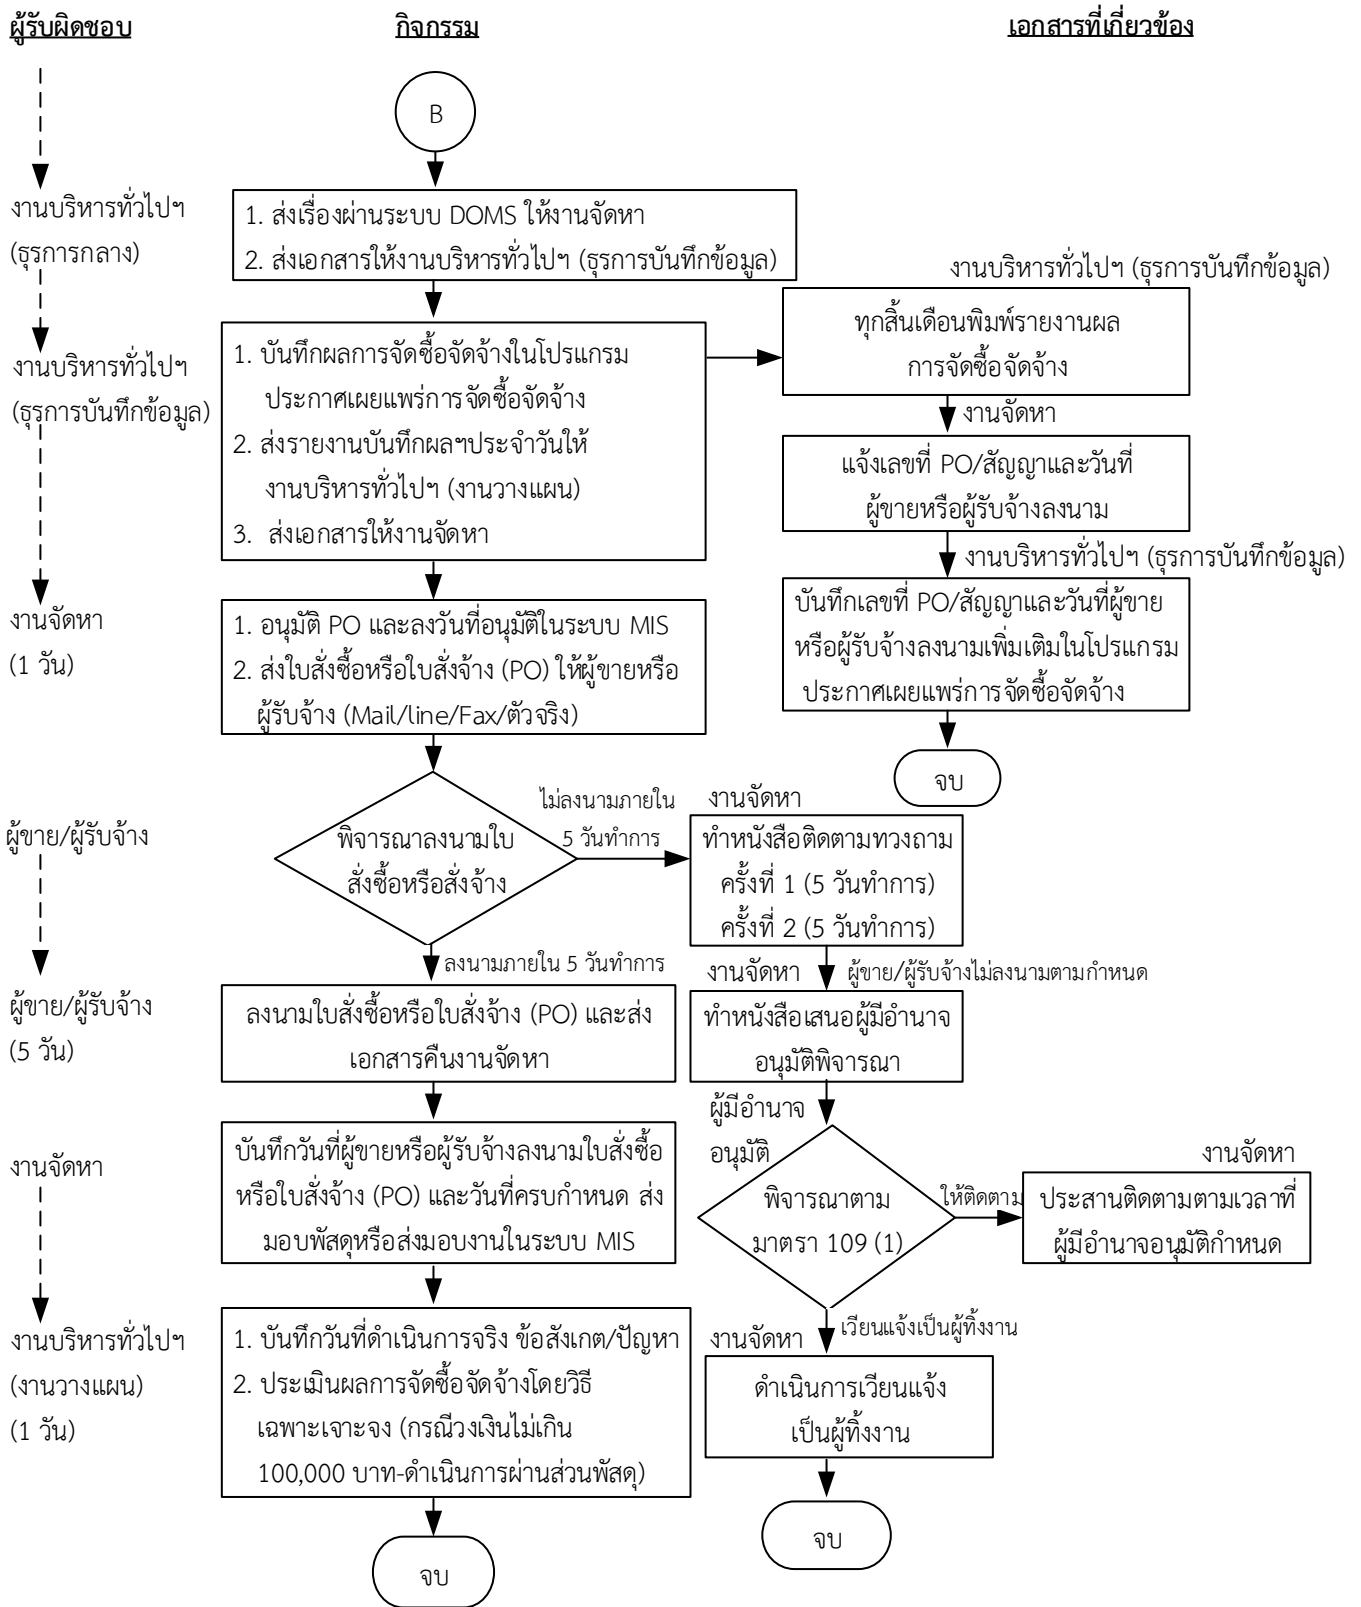 ผู้รับผิดชอบ
กิจกรรม
เอกสารที่เกี่ยวข้อง
B
งานบริหารทั่วไปฯ
(ธุรการกลาง)
1. ส่งเรื่องผ่านระบบ DOMS ให้งานจัดหา
2. ส่งเอกสารให้งานบริหารทั่วไปฯ (ธุรการบันทึกข้อมูล)
งานบริหารทั่วไปฯ
(ธุรการบันทึกข้อมูล)
1. บันทึกผลการจัดซื้อจัดจ้างในโปรแกรม
ประกาศเผยแพร่การจัดซื้อจัดจ้าง
2. ส่งรายงานบันทึกผลฯประจำวันให้
งานบริหารทั่วไปฯ (งานวางแผน)
3. ส่งเอกสารให้งานจัดหา
งานบริหารทั่วไปฯ (ธุรการบันทึกข้อมูล)
ทุกสิ้นเดือนพิมพ์รายงานผล
การจัดซื้อจัดจ้าง
งานจัดหา
แจ้งเลขที่ PO/สัญญาและวันที่
ผู้ขายหรือผู้รับจ้างลงนาม
งานบริหารทั่วไปฯ (ธุรการบันทึกข้อมูล)
บันทึกเลขที่ PO/สัญญาและวันที่ผู้ขาย
หรือผู้รับจ้างลงนามเพิ่มเติมในโปรแกรม
ประกาศเผยแพร่การจัดซื้อจัดจ้าง
จบ
งานจัดหา
(1 วัน)
1. อนุมัติ PO และลงวันที่อนุมัติในระบบ MIS
2. ส่งใบสั่งซื้อหรือใบสั่งจ้าง (PO) ให้ผู้ขายหรือ
ผู้รับจ้าง (Mail/line/Fax/ตัวจริง)
ผู้ขาย/ผู้รับจ้าง
พิจารณาลงนามใบ
สั่งซื้อหรือสั่งจ้าง
ไม่ลงนามภายใน
5 วันทำการ
งานจัดหา
ทำหนังสือติดตามทวงถาม
ครั้งที่ 1 (5 วันทำการ)
ครั้งที่ 2 (5 วันทำการ)
ลงนามภายใน 5 วันทำการ
งานจัดหา
ผู้ขาย/ผู้รับจ้างไม่ลงนามตามกำหนด
ผู้ขาย/ผู้รับจ้าง
(5 วัน)
ลงนามใบสั่งซื้อหรือใบสั่งจ้าง (PO) และส่ง
เอกสารคืนงานจัดหา
ทำหนังสือเสนอผู้มีอำนาจ
อนุมัติพิจารณา
ผู้มีอำนาจ
อนุมัติ
งานจัดหา
บันทึกวันที่ผู้ขายหรือผู้รับจ้างลงนามใบสั่งซื้อ
หรือใบสั่งจ้าง (PO) และวันที่ครบกำหนด ส่ง
มอบพัสดุหรือส่งมอบงานในระบบ MIS
พิจารณาตาม
มาตรา 109 (1)
ให้ติดตาม
งานจัดหา
ประสานติดตามตามเวลาที่
ผู้มีอำนาจอนุมัติกำหนด
งานบริหารทั่วไปฯ
(งานวางแผน)
(1 วัน)
1. บันทึกวันที่ดำเนินการจริง ข้อสังเกต/ปัญหา
2. ประเมินผลการจัดซื้อจัดจ้างโดยวิธี
เฉพาะเจาะจง (กรณีวงเงินไม่เกิน
100,000 บาท-ดำเนินการผ่านส่วนพัสดุ)
งานจัดหา
เวียนแจ้งเป็นผู้ทิ้งงาน
ดำเนินการเวียนแจ้ง
เป็นผู้ทิ้งงาน
จบ
จบ